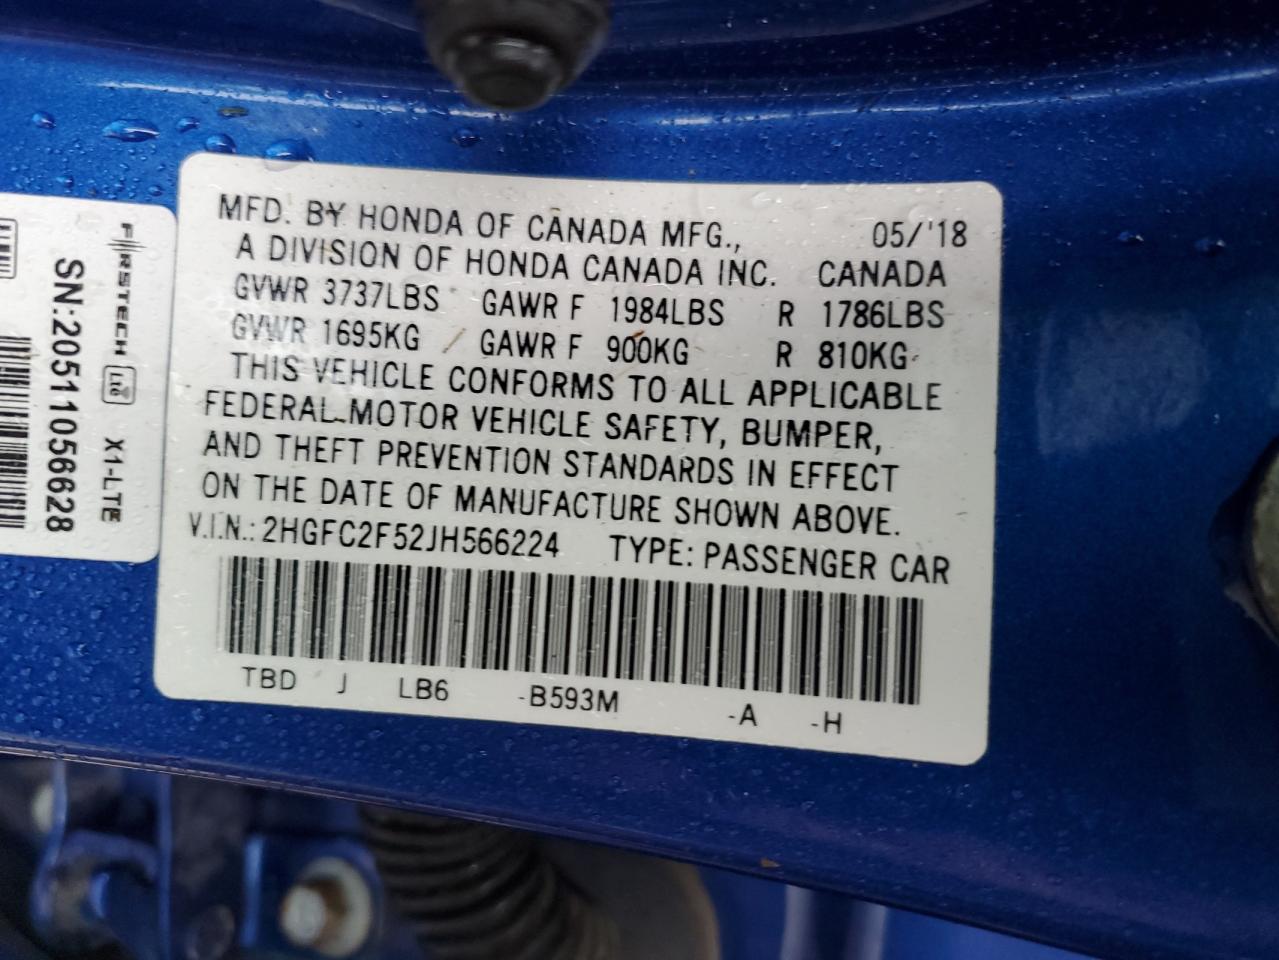 MFD. BY HONDA OF CANADA MFG., 05/'18
A DIVISION OF HONDA CANADA INC. CANADA
GVWR 3737LBS GAWR F 1984LBS R 1786LBS
GVWR 1695KG GAWR F 900KG R 810KG
THIS VEHICLE CONFORMS TO ALL APPLICABLE
FEDERAL MOTOR VEHICLE SAFETY, BUMPER,
AND THEFT PREVENTION STANDARDS IN EFFECT
ON THE DATE OF MANUFACTURE SHOWN ABOVE.
V.I.N.: 2HGFC2F52JH566224 TYPE: PASSENGER CAR
TBD J LB6 -B593M -A -H
FIRSTECH LTE X1-LTE
SN:20511056628